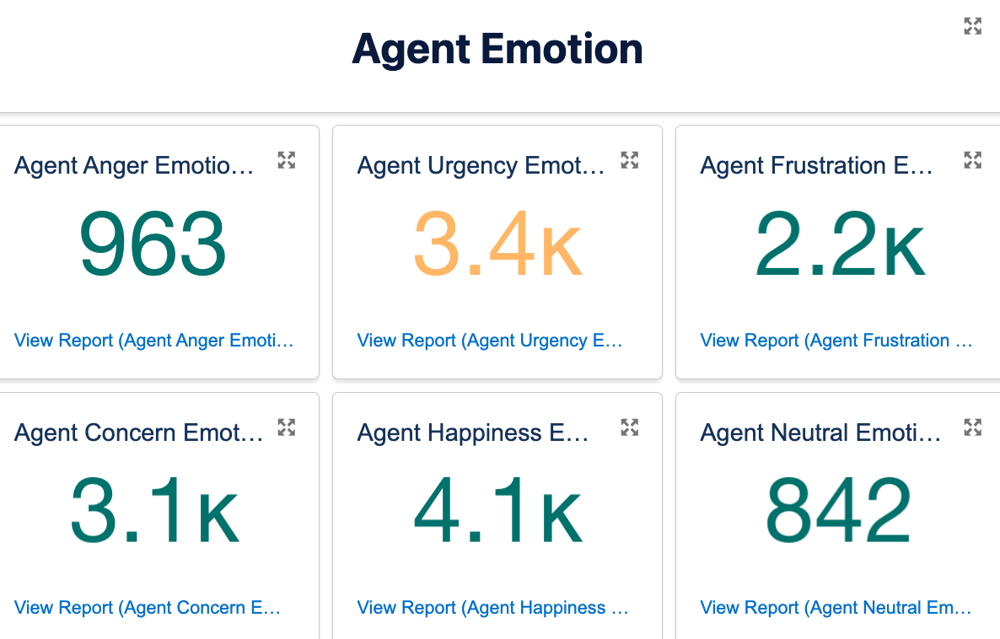 Agent Emotion
Agent Anger Emotio...
Agent Urgency Emot...
Agent Frustration E...
963
3.4K
2.2K
View Report (Agent Anger Emoti...
View Report (Agent Urgency E...
View Report (Agent Frustration ...
Agent Concern Emot...
Agent Happiness E...
Agent Neutral Emoti...
3.1K
4.1K
842
View Report (Agent Concern E...
View Report (Agent Happiness ...
View Report (Agent Neutral Em...